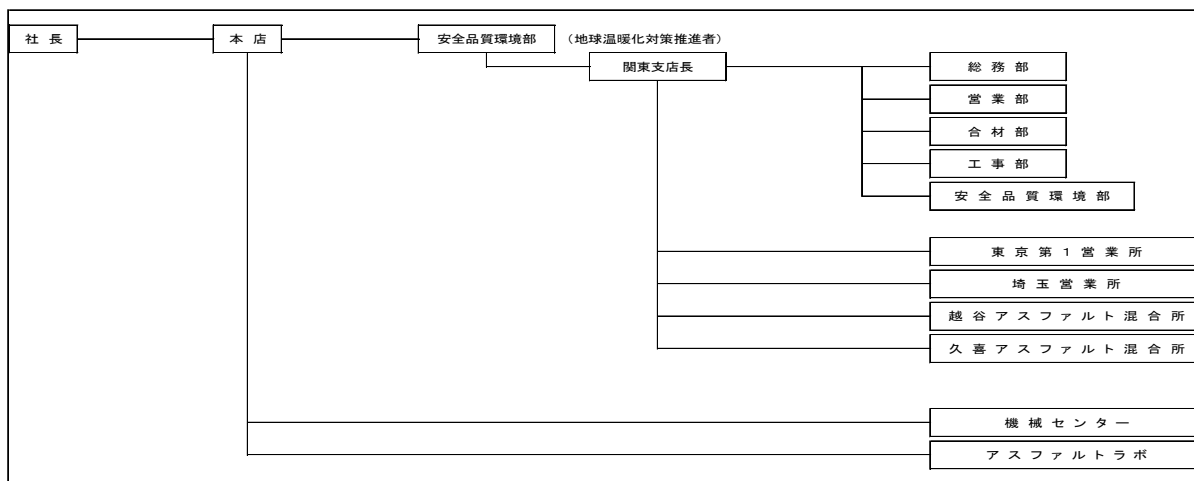 社長
本店
安全品質環境部 （地球温暖化対策推進者）
関東支店長
総務部
営業部
合材部
工事部
安全品質環境部
東京第1営業所
埼玉営業所
越谷アスファルト混合所
久喜アスファルト混合所
機械センター
アスファルトラボ